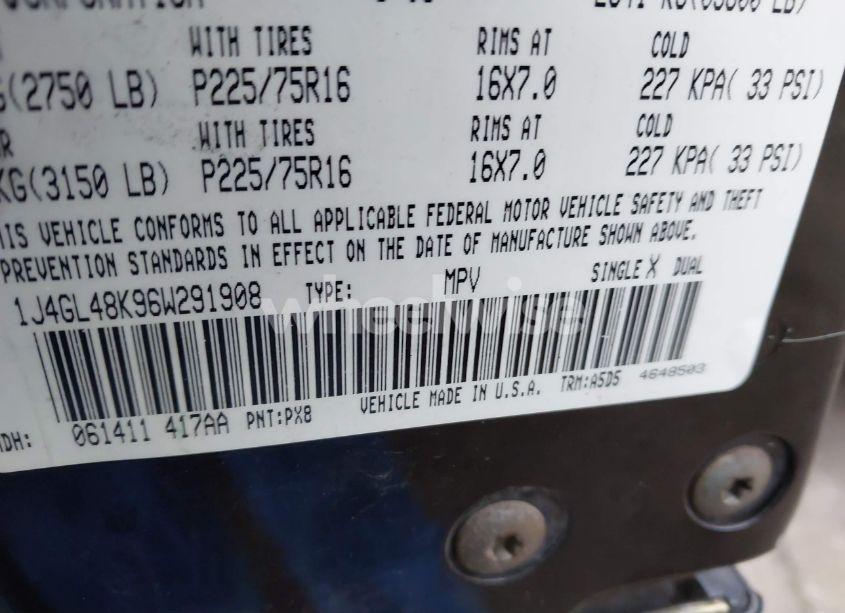 WITH TIRES RIMS AT COLD
(2750 LB) P225/75R16 16X7.0 227 KPA( 33 PSI)
WITH TIRES RIMS AT COLD
KG(3150 LB) P225/75R16 16X7.0 227 KPA( 33 PSI)
VEHICLE CONFORMS TO ALL APPLICABLE FEDERAL MOTOR VEHICLE SAFETY AND THEFT
PREVENTION STANDARDS IN EFFECT ON THE DATE OF MANUFACTURE SHOWN ABOVE.
1J4GL48K96W291908 TYPE: MPV SINGLE X DUAL
wheelwise
061411 417AA PNT:PX8 VEHICLE MADE IN U.S.A. TRM:A5D5 4648503